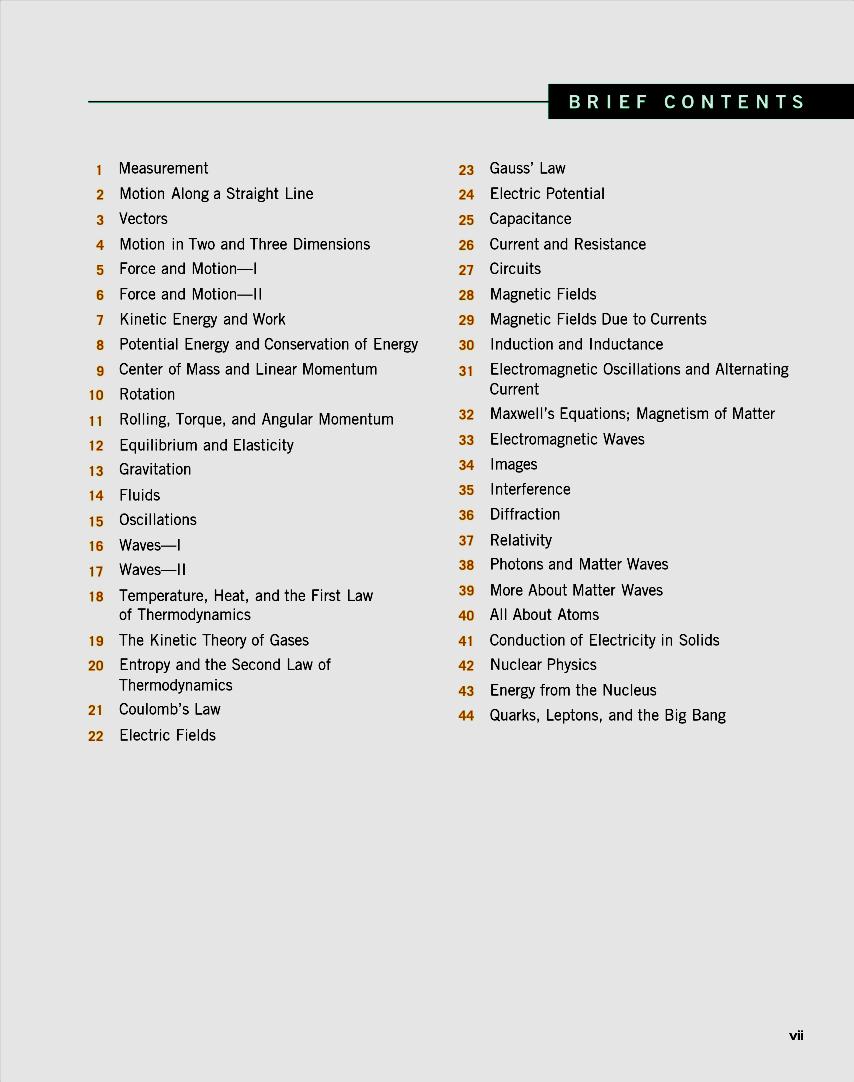 BRIEF CONTENTS
1 Measurement
2 Motion Along a Straight Line
3 Vectors
4 Motion in Two and Three Dimensions
5 Force and Motion—I
6 Force and Motion—II
7 Kinetic Energy and Work
8 Potential Energy and Conservation of Energy
9 Center of Mass and Linear Momentum
10 Rotation
11 Rolling, Torque, and Angular Momentum
12 Equilibrium and Elasticity
13 Gravitation
14 Fluids
15 Oscillations
16 Waves—I
17 Waves—II
18 Temperature, Heat, and the First Law
of Thermodynamics
19 The Kinetic Theory of Gases
20 Entropy and the Second Law of
Thermodynamics
21 Coulomb's Law
22 Electric Fields
23 Gauss' Law
24 Electric Potential
25 Capacitance
26 Current and Resistance
27 Circuits
28 Magnetic Fields
29 Magnetic Fields Due to Currents
30 Induction and Inductance
31 Electromagnetic Oscillations and Alternating
Current
32 Maxwell's Equations; Magnetism of Matter
33 Electromagnetic Waves
34 Images
35 Interference
36 Diffraction
37 Relativity
38 Photons and Matter Waves
39 More About Matter Waves
40 All About Atoms
41 Conduction of Electricity in Solids
42 Nuclear Physics
43 Energy from the Nucleus
44 Quarks, Leptons, and the Big Bang
vii